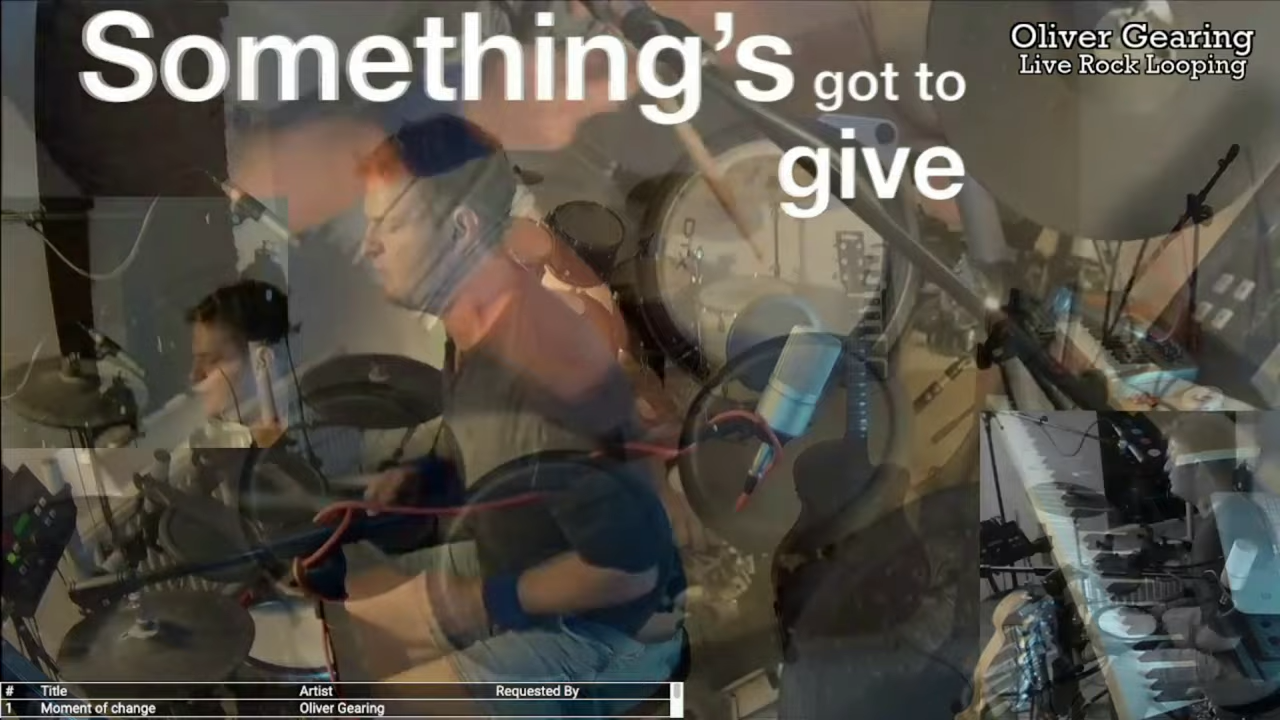 Something's got to
give
Oliver Gearing
Live Rock Looping
# Title Artist Requested By
1 Moment of change Oliver Gearing